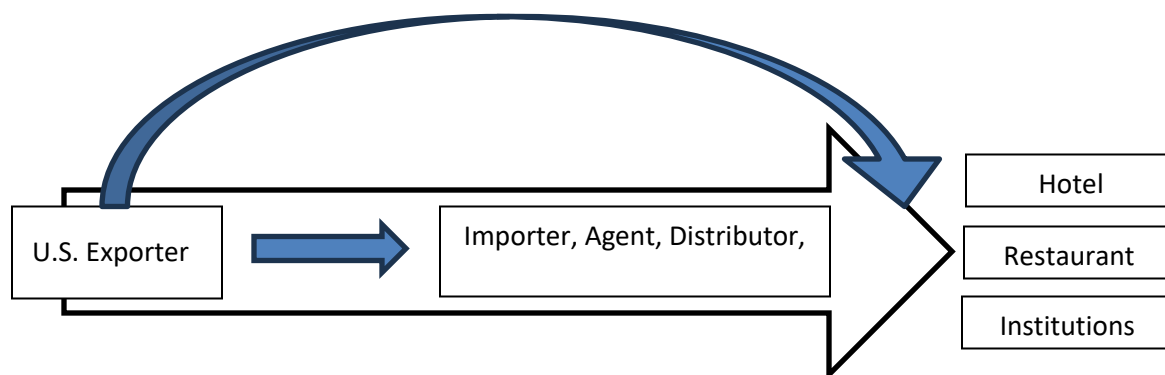 Hotel
U.S. Exporter
Importer, Agent, Distributor,
Restaurant
Institutions